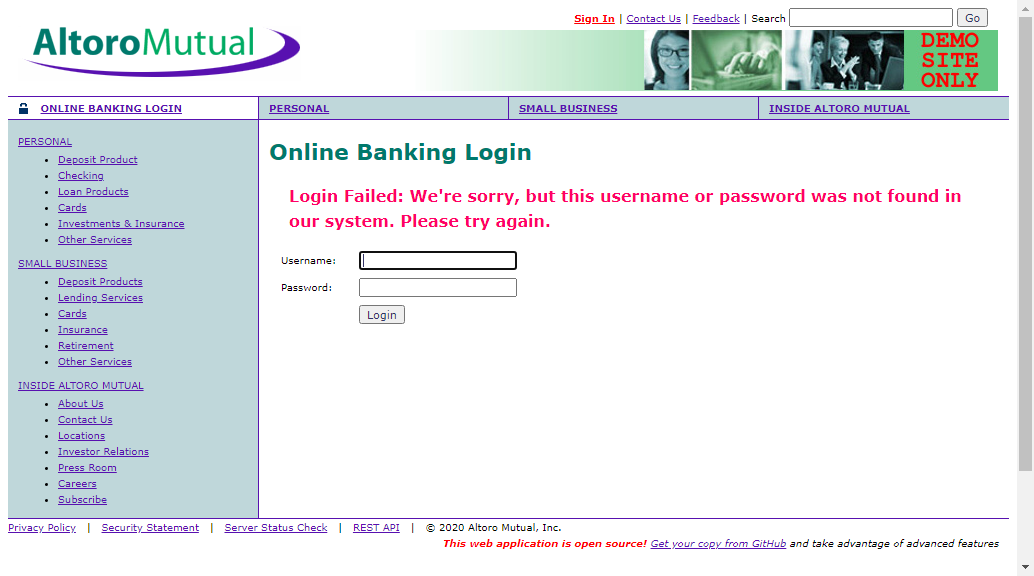 Sign In | Contact Us | Feedback | Search Go
AltoroMutual
DEMO
SITE
ONLY
ONLINE BANKING LOGIN
PERSONAL
SMALL BUSINESS
INSIDE ALTORO MUTUAL
PERSONAL
Deposit Product
Checking
Loan Products
Cards
Investments & Insurance
Other Services
SMALL BUSINESS
Deposit Products
Lending Services
Cards
Insurance
Retirement
Other Services
INSIDE ALTORO MUTUAL
About Us
Contact Us
Locations
Investor Relations
Press Room
Careers
Subscribe
Online Banking Login
Login Failed: We're sorry, but this username or password was not found in
our system. Please try again.
Username:
Password:
Login
Privacy Policy | Security Statement | Server Status Check | REST API | © 2020 Altoro Mutual, Inc.
This web application is open source! Get your copy from GitHub and take advantage of advanced features